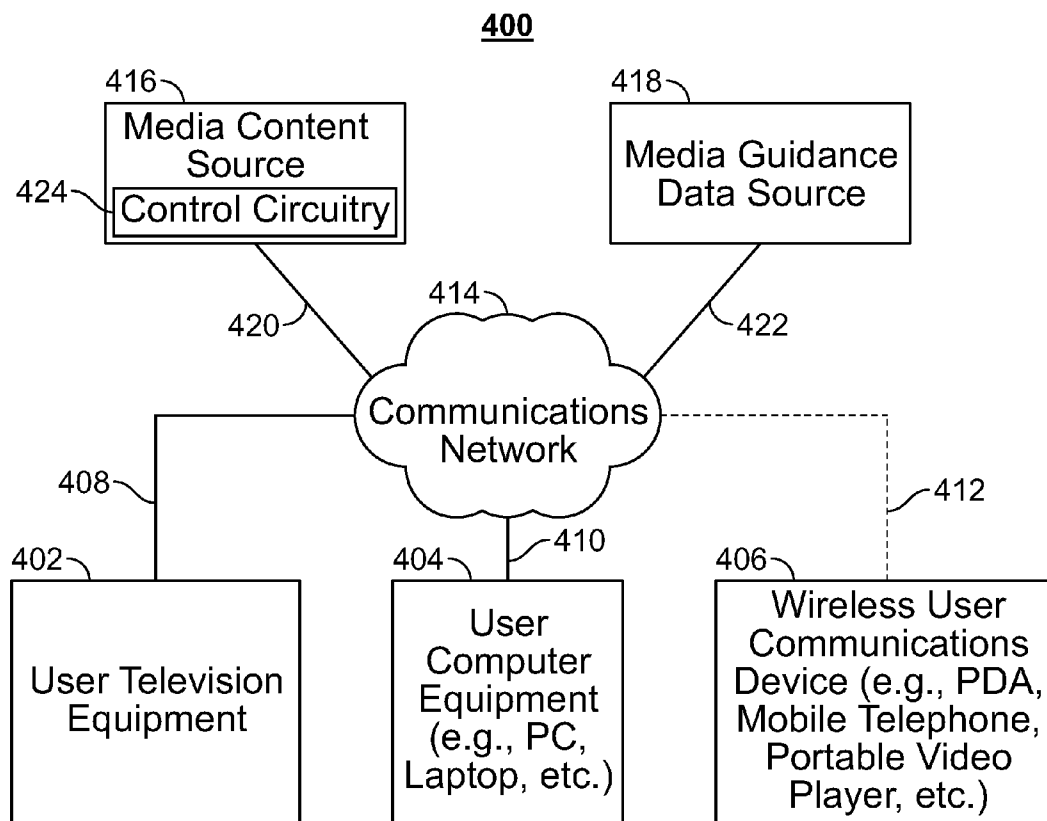 400
416
418
Media Content
Source
424
Control Circuitry
Media Guidance
Data Source
420
414
422
Communications
Network
408
410
412
402
404
406
User Television
Equipment
User
Computer
Equipment
(e.g., PC,
Laptop, etc.)
Wireless User
Communications
Device (e.g., PDA,
Mobile Telephone,
Portable Video
Player, etc.)